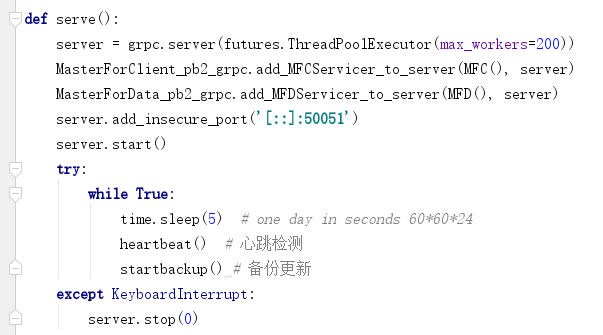 def serve():
    server = grpc.server(futures.ThreadPoolExecutor(max_workers=200))
    MasterForClient_pb2_grpc.add_MFCServicer_to_server(MFC(), server)
    MasterForData_pb2_grpc.add_MFDServicer_to_server(MFD(), server)
    server.add_insecure_port('[::]:50051')
    server.start()
    try:
        while True:
            time.sleep(5)  # one day in seconds 60*60*24
            heartbeat()  # 心跳检测
            startbackup() # 备份更新
    except KeyboardInterrupt:
        server.stop(0)